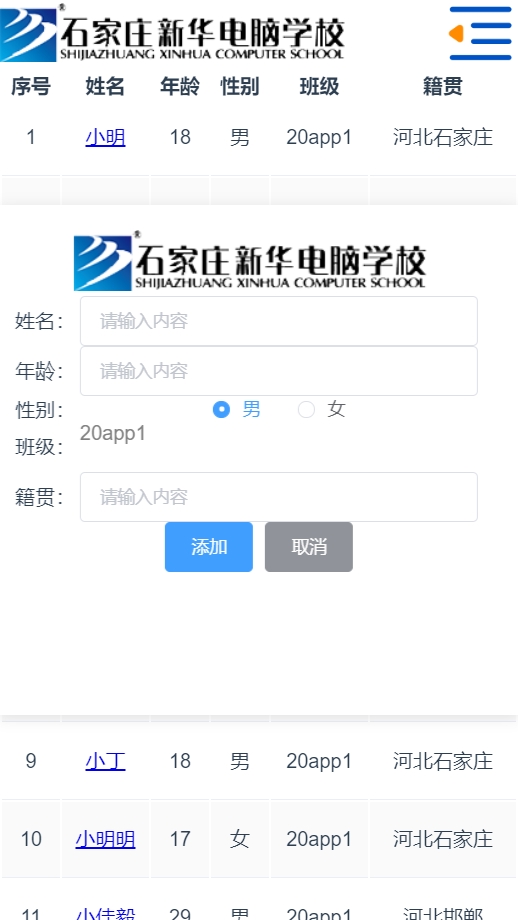 石家庄新华电脑学校
SHIJIAZHUANG XINHUA COMPUTER SCHOOL
序号 姓名 年龄 性别 班级 籍贯
1 小明 18 男 20app1 河北石家庄
石家庄新华电脑学校
SHIJIAZHUANG XINHUA COMPUTER SCHOOL
姓名： 请输入内容
年龄： 请输入内容
性别： 男 女
班级： 20app1
籍贯： 请输入内容
添加 取消
9 小丁 18 男 20app1 河北石家庄
10 小明明 17 女 20app1 河北石家庄
11 小佳毅 29 男 20app1 河北邯郸